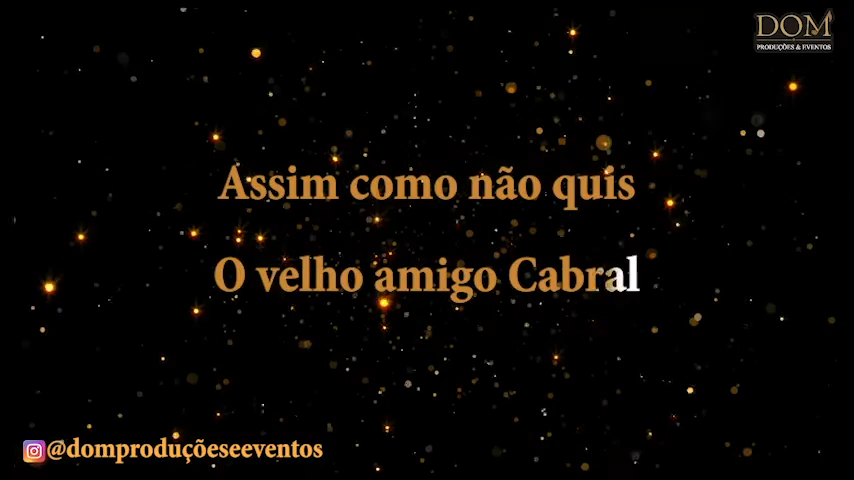 DOM
PRODUÇÕES & EVENTOS
Assim como não quis
O velho amigo Cabral
@domproduçõeseeventos